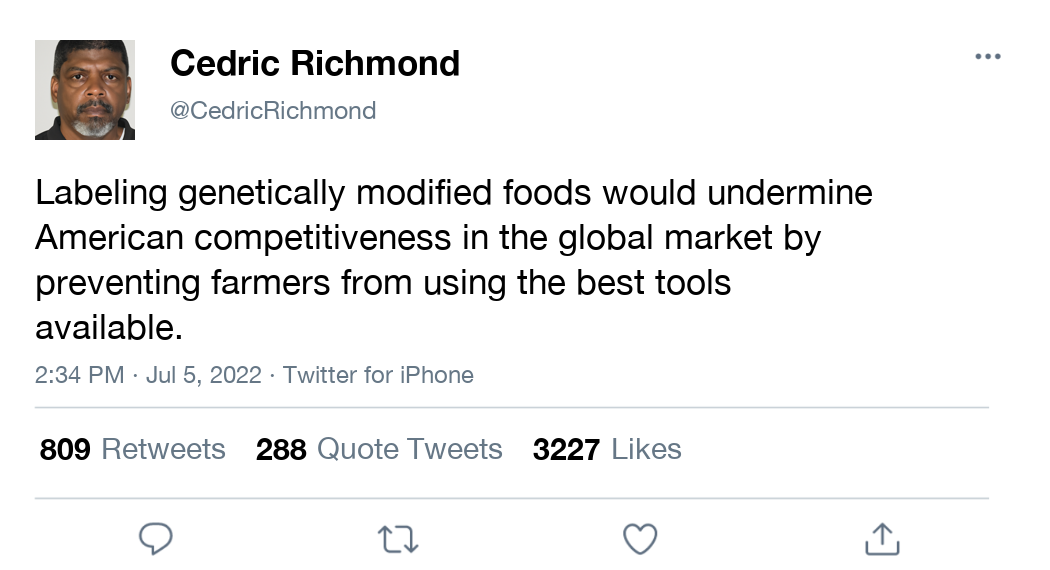 Cedric Richmond
@CedricRichmond
Labeling genetically modified foods would undermine
American competitiveness in the global market by
preventing farmers from using the best tools
available.
2:34 PM · Jul 5, 2022 · Twitter for iPhone
809 Retweets 288 Quote Tweets 3227 Likes